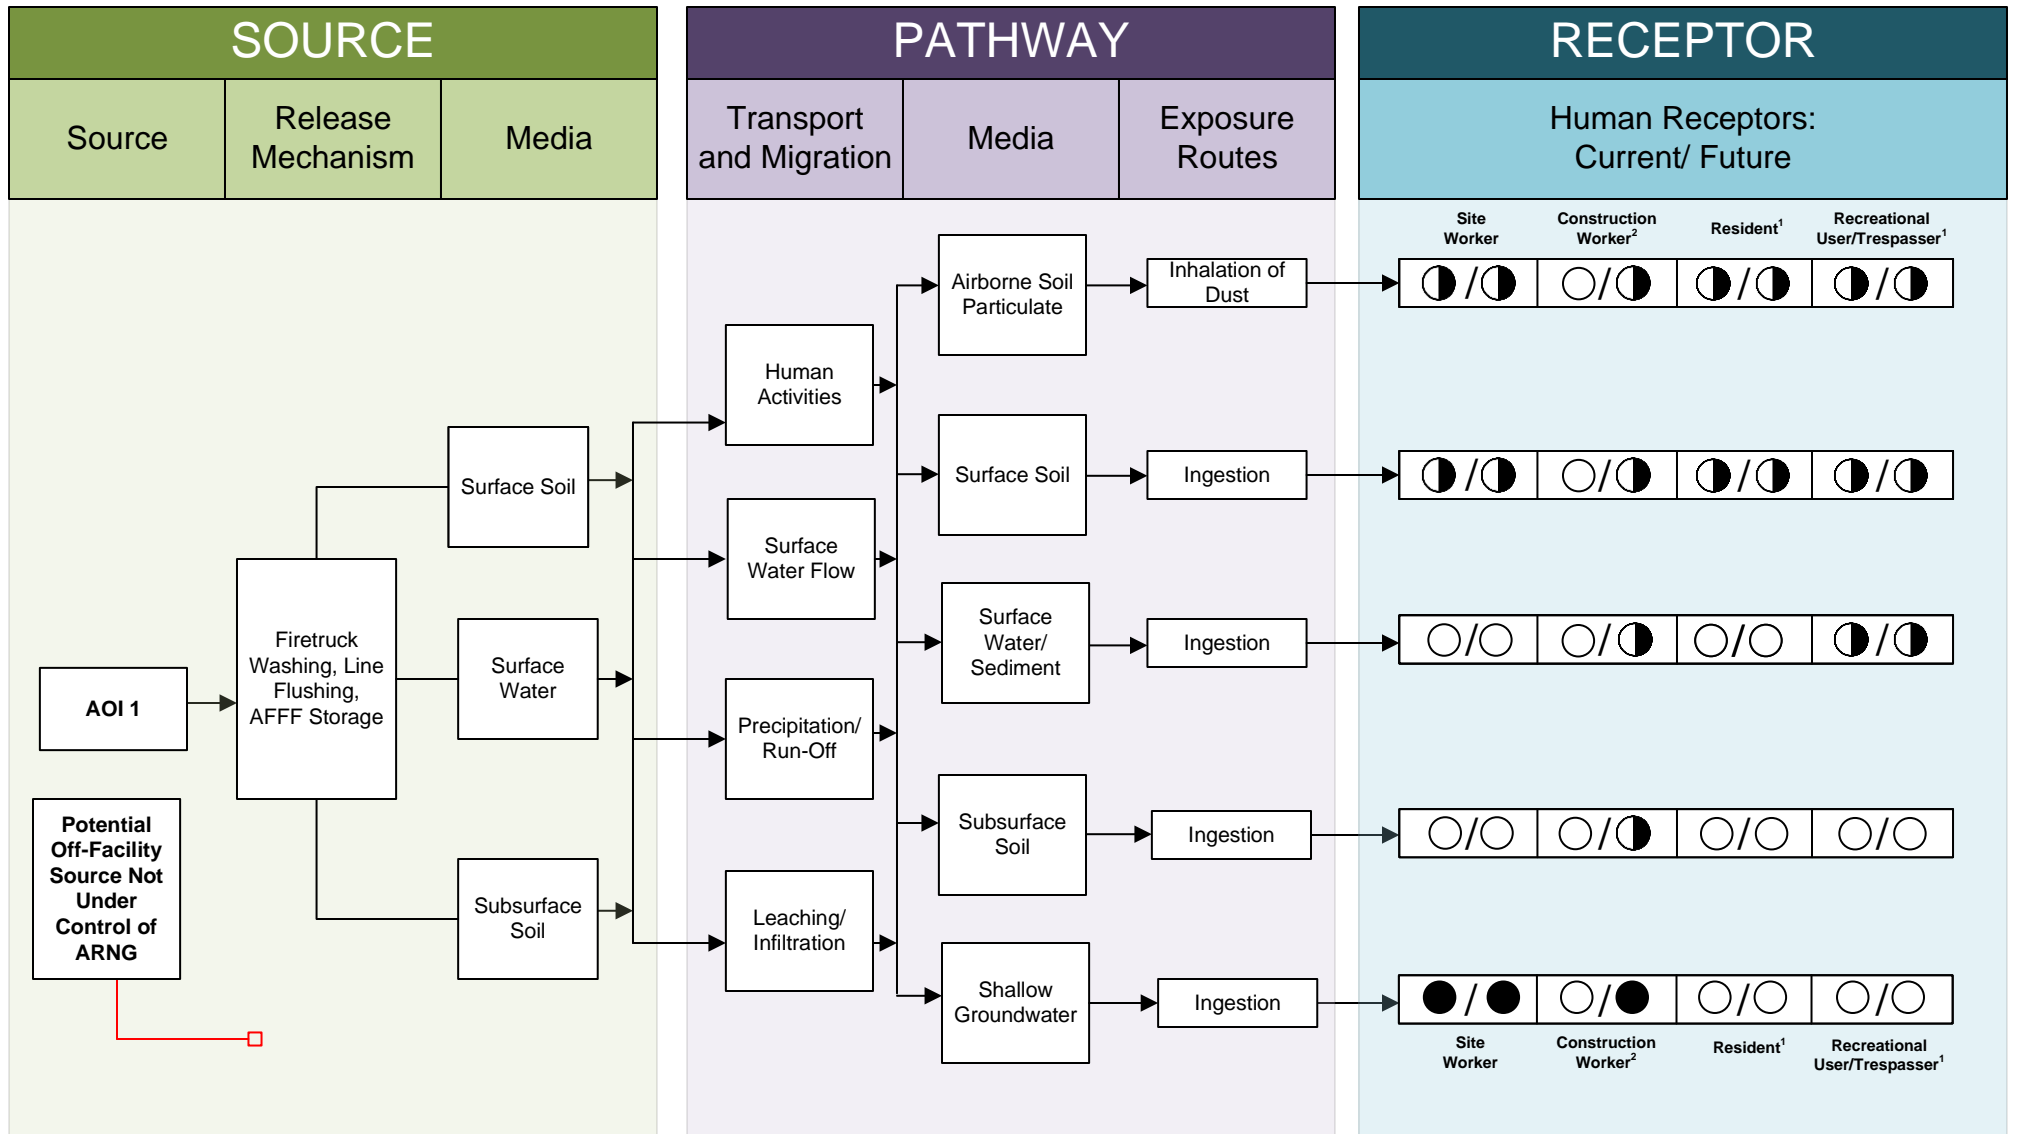 SOURCE
PATHWAY
RECEPTOR
Source
Release
Mechanism
Media
Transport
and Migration
Media
Exposure
Routes
Human Receptors:
Current/ Future
Site
Worker
Construction
Worker²
Resident¹
Recreational
User/Trespasser¹
AOI 1
Potential
Off-Facility
Source Not
Under
Control of
ARNG
Firetruck
Washing, Line
Flushing,
AFFF Storage
Surface Soil
Surface
Water
Subsurface
Soil
Human
Activities
Surface
Water Flow
Precipitation/
Run-Off
Leaching/
Infiltration
Airborne Soil
Particulate
Inhalation of
Dust
/
/
/
/
Surface Soil
Ingestion
/
/
/
/
Surface
Water/
Sediment
Ingestion
/
/
/
/
Subsurface
Soil
Ingestion
/
/
/
/
Shallow
Groundwater
Ingestion
/
/
/
/
Site
Worker
Construction
Worker²
Resident¹
Recreational
User/Trespasser¹